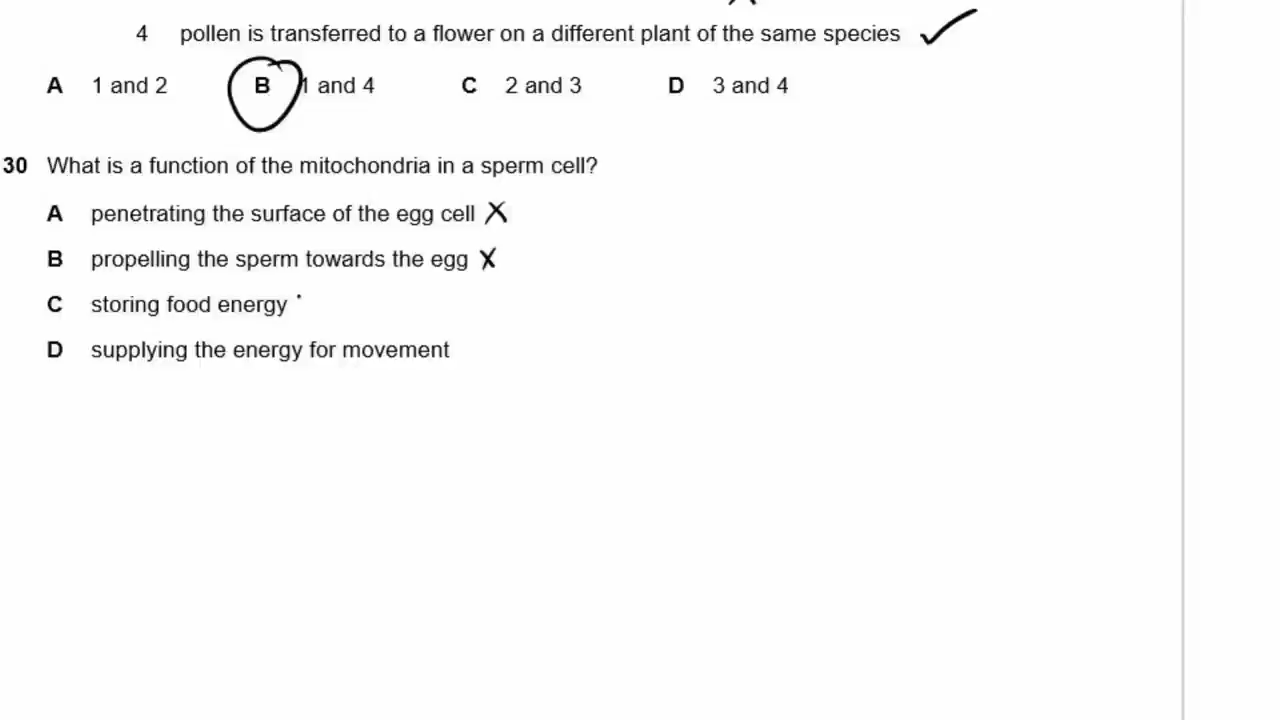 4 pollen is transferred to a flower on a different plant of the same species
A 1 and 2 B 1 and 4 C 2 and 3 D 3 and 4
30 What is a function of the mitochondria in a sperm cell?
A penetrating the surface of the egg cell
B propelling the sperm towards the egg
C storing food energy
D supplying the energy for movement